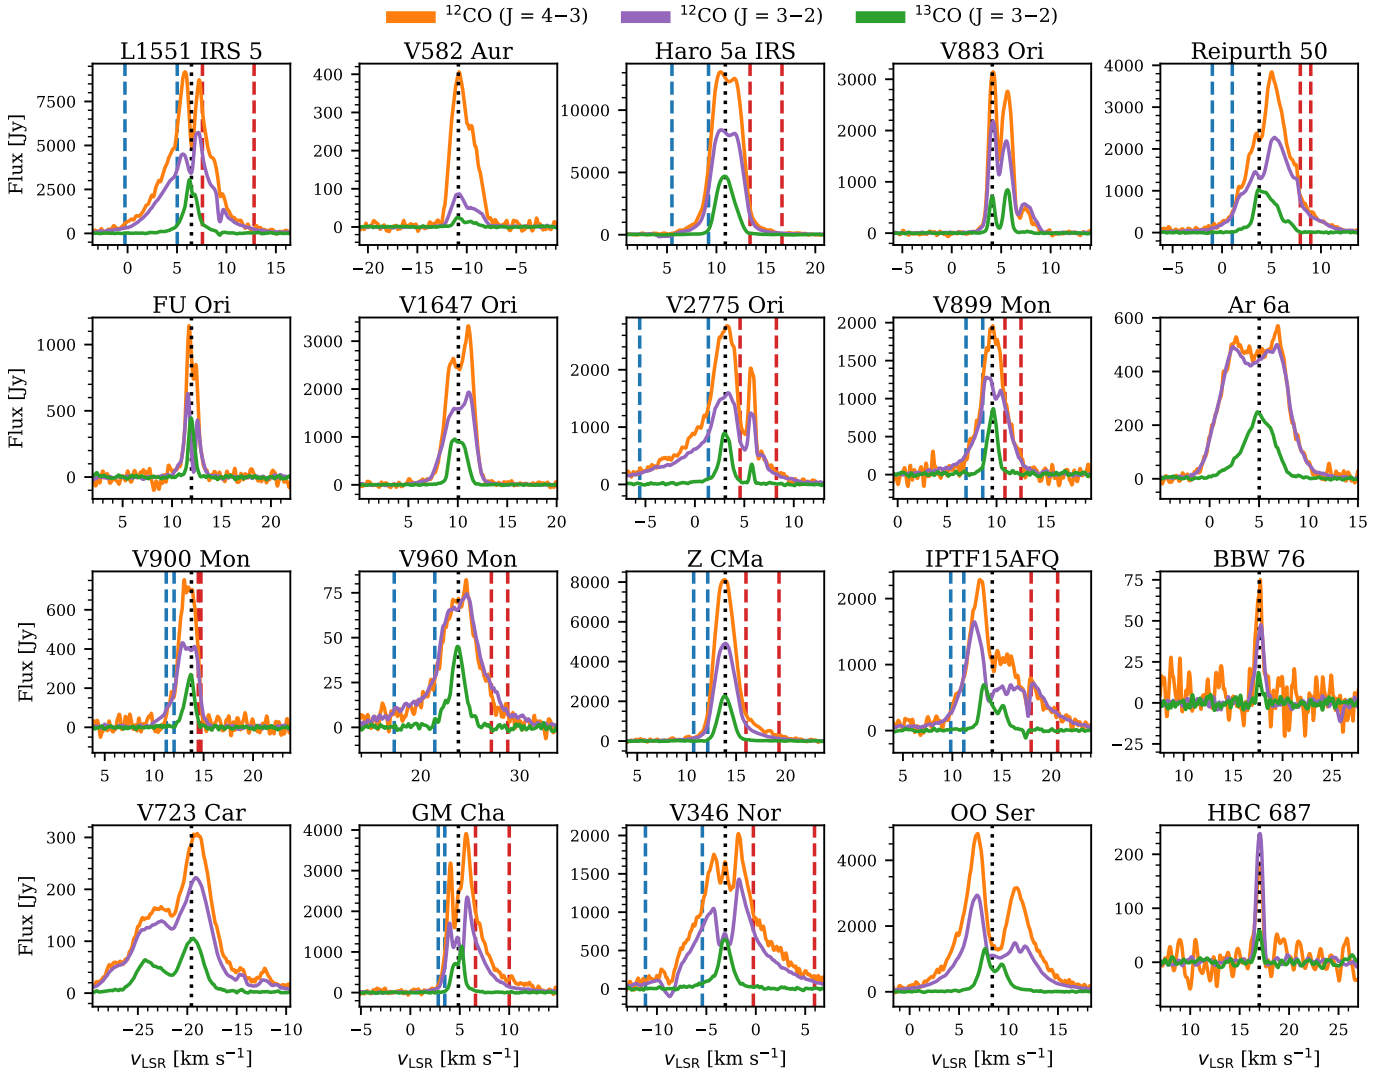 ¹²CO (J = 4−3) ¹²CO (J = 3−2) ¹³CO (J = 3−2)
L1551 IRS 5 V582 Aur Haro 5a IRS V883 Ori Reipurth 50
Flux [Jy]
7500 5000 2500 0
0 5 10 15
400 300 200 100 0
−20 −15 −10 −5 0
10000 5000 0
5 10 15 20
3000 2000 1000 0
−5 0 5 10
4000 3000 2000 1000 0
−5 0 5 10
FU Ori V1647 Ori V2775 Ori V899 Mon Ar 6a
Flux [Jy]
1000 500 0
5 10 15 20
3000 2000 1000 0
0 5 10 15 20
2000 1000 0
−5 0 5 10
2000 1500 1000 500 0
0 5 10 15
600 400 200 0
0 5 10 15
V900 Mon V960 Mon Z CMa IPTF15AFQ BBW 76
Flux [Jy]
600 400 200 0
5 10 15 20
75 50 25 0
20 30
8000 6000 4000 2000 0
5 10 15 20
2000 1000 0
5 10 15 20
75 50 25 0 −25
10 15 20 25
V723 Car GM Cha V346 Nor OO Ser HBC 687
Flux [Jy]
300 200 100 0
−25 −20 −15 −10
v_LSR [km s⁻¹]
4000 3000 2000 1000 0
−5 0 5 10
v_LSR [km s⁻¹]
2000 1500 1000 500 0
−10 −5 0 5
v_LSR [km s⁻¹]
4000 2000 0
0 5 10 15
v_LSR [km s⁻¹]
200 100 0
10 15 20 25
v_LSR [km s⁻¹]